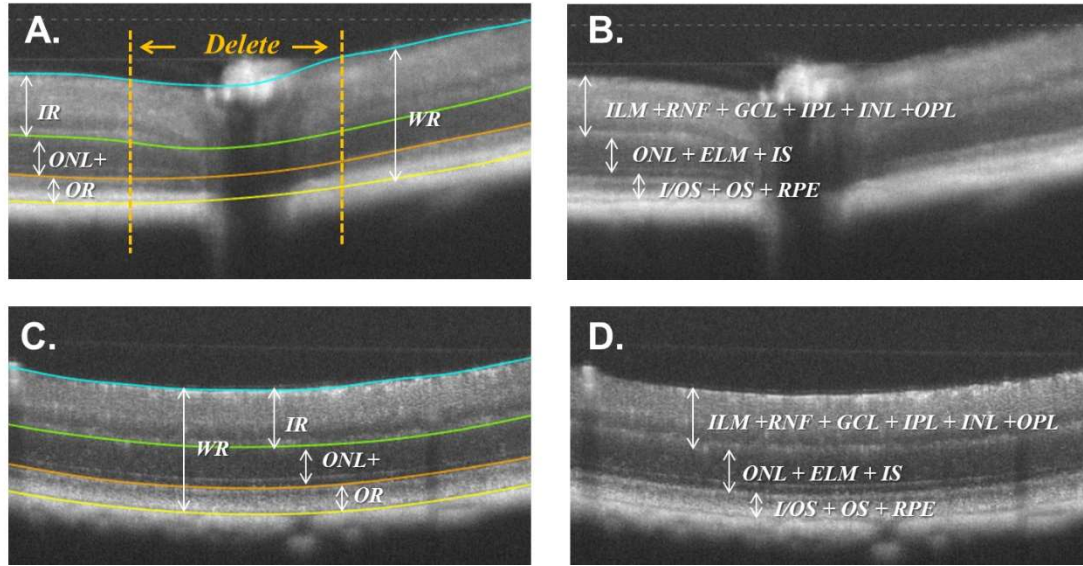 A.
Delete
IR
WR
ONL+
OR
B.
ILM +RNF + GCL + IPL + INL +OPL
ONL + ELM + IS
I/OS + OS + RPE
C.
IR
WR
ONL+
OR
D.
ILM +RNF + GCL + IPL + INL +OPL
ONL + ELM + IS
I/OS + OS + RPE